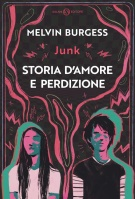 MELVIN BURGESS
Junk
STORIA D'AMORE
E PERDIZIONE